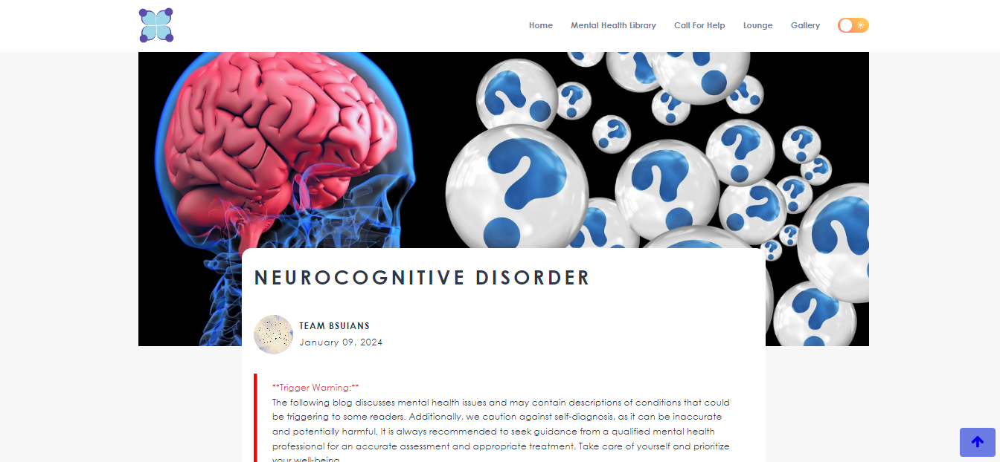 Home Mental Health Library Call For Help Lounge Gallery
NEUROCOGNITIVE DISORDER
TEAM BSUIANS
January 09, 2024
**Trigger Warning:**
The following blog discusses mental health issues and may contain descriptions of conditions that could
be triggering to some readers. Additionally, we caution against self-diagnosis, as it can be inaccurate
and potentially harmful. It is always recommended to seek guidance from a qualified mental health
professional for an accurate assessment and appropriate treatment. Take care of yourself and prioritize
your well-being.